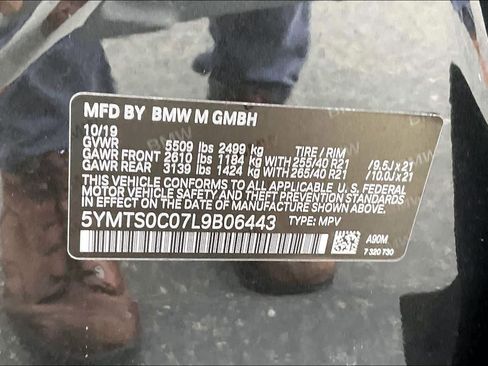 MFD BY BMW M GMBH
10/19
GVWR 5509 lbs 2499 kg TIRE / RIM
GAWR FRONT 2610 lbs 1184 kg WITH 255/40 R21 /9.5J x 21
GAWR REAR 3139 lbs 1424 kg WITH 265/40 R21 /10.0J x 21
THIS VEHICLE CONFORMS TO ALL APPLICABLE U.S. FEDERAL
MOTOR VEHICLE SAFETY AND THEFT PREVENTION STANDARDS
IN EFFECT ON THE DATE OF MANUFACTURE SHOWN ABOVE.
5YMTS0C07L9B06443 TYPE: MPV
A90M
7 320 730